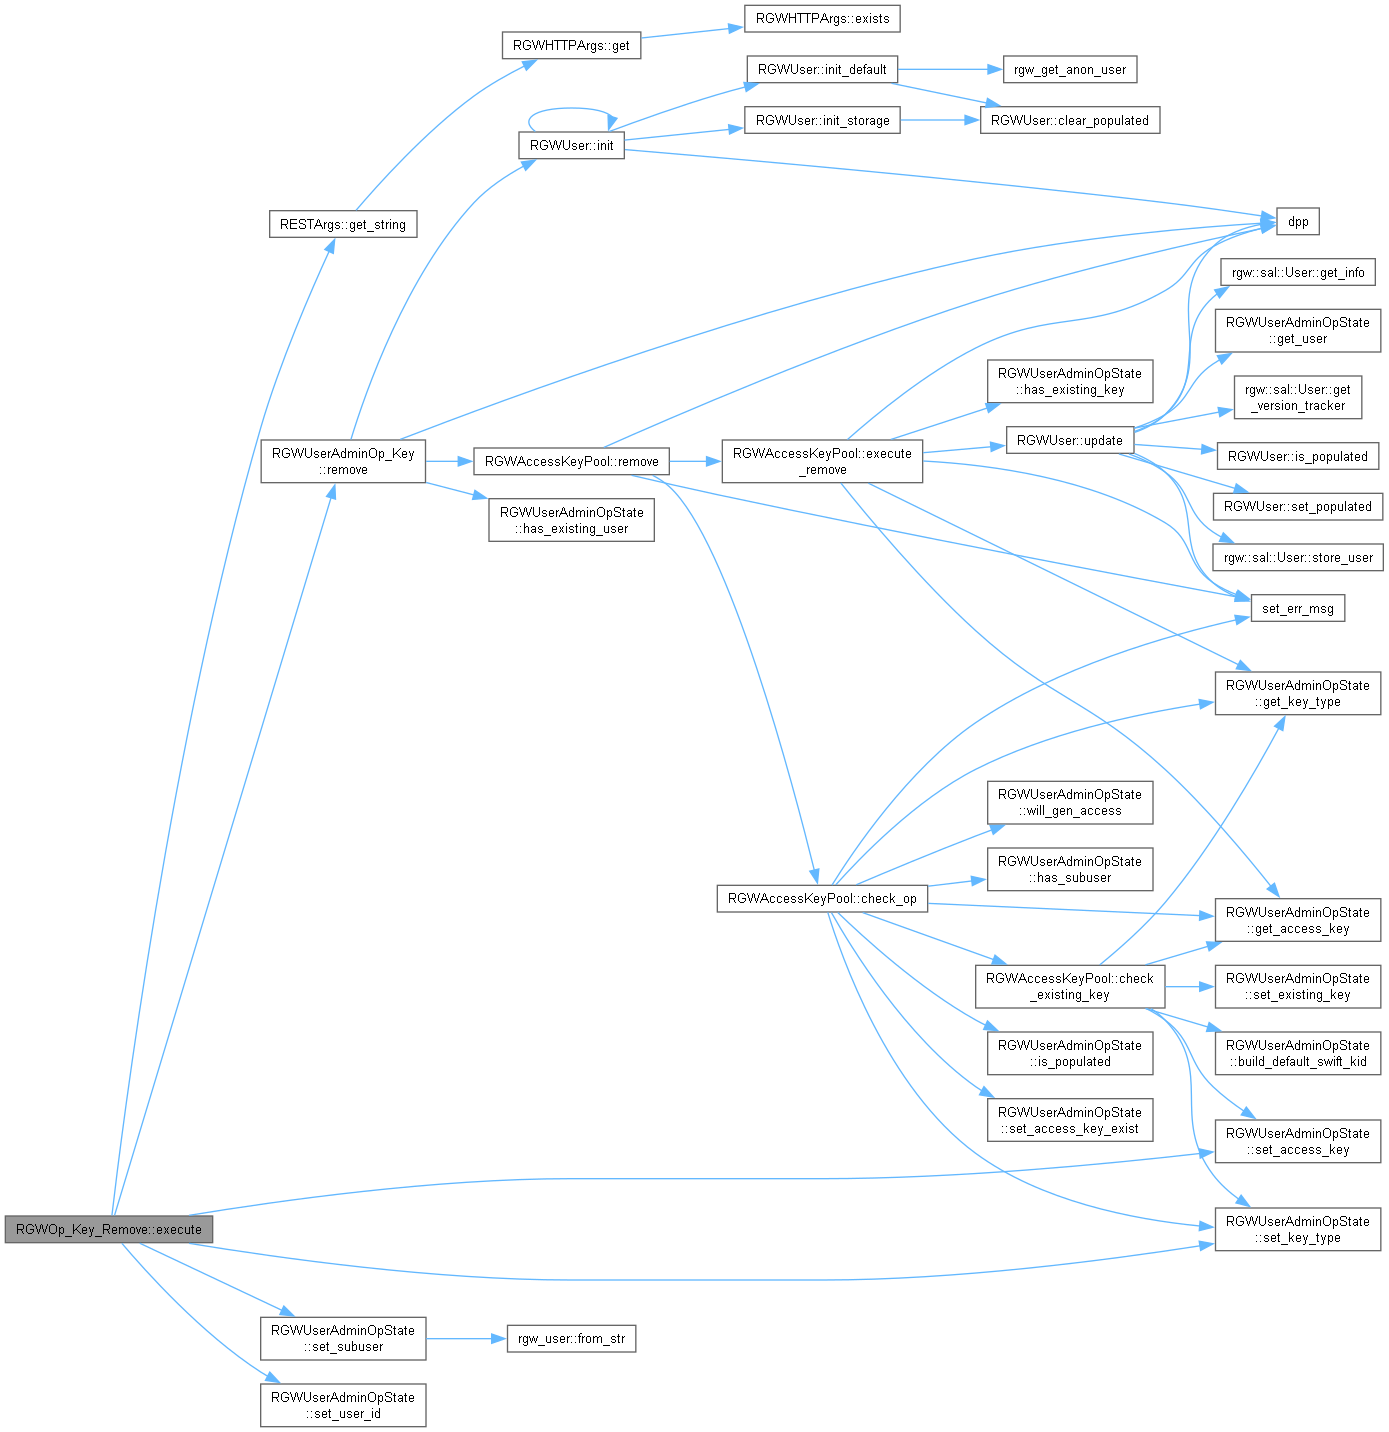 RGWHTTPArgs::exists
RGWHTTPArgs::get
RGWUser::init_default
rgw_get_anon_user
RGWUser::init_storage
RGWUser::clear_populated
RGWUser::init
RESTArgs::get_string
dpp
rgw::sal::User::get_info
RGWUserAdminOpState
::get_user
RGWUserAdminOpState
::has_existing_key
rgw::sal::User::get
_version_tracker
RGWUser::update
RGWUserAdminOp_Key
::remove
RGWAccessKeyPool::remove
RGWAccessKeyPool::execute
_remove
RGWUser::is_populated
RGWUserAdminOpState
::has_existing_user
RGWUser::set_populated
rgw::sal::User::store_user
set_err_msg
RGWUserAdminOpState
::get_key_type
RGWUserAdminOpState
::will_gen_access
RGWUserAdminOpState
::has_subuser
RGWAccessKeyPool::check_op
RGWUserAdminOpState
::get_access_key
RGWAccessKeyPool::check
_existing_key
RGWUserAdminOpState
::set_existing_key
RGWUserAdminOpState
::is_populated
RGWUserAdminOpState
::build_default_swift_kid
RGWUserAdminOpState
::set_access_key_exist
RGWUserAdminOpState
::set_access_key
RGWOp_Key_Remove::execute
RGWUserAdminOpState
::set_key_type
RGWUserAdminOpState
::set_subuser
rgw_user::from_str
RGWUserAdminOpState
::set_user_id